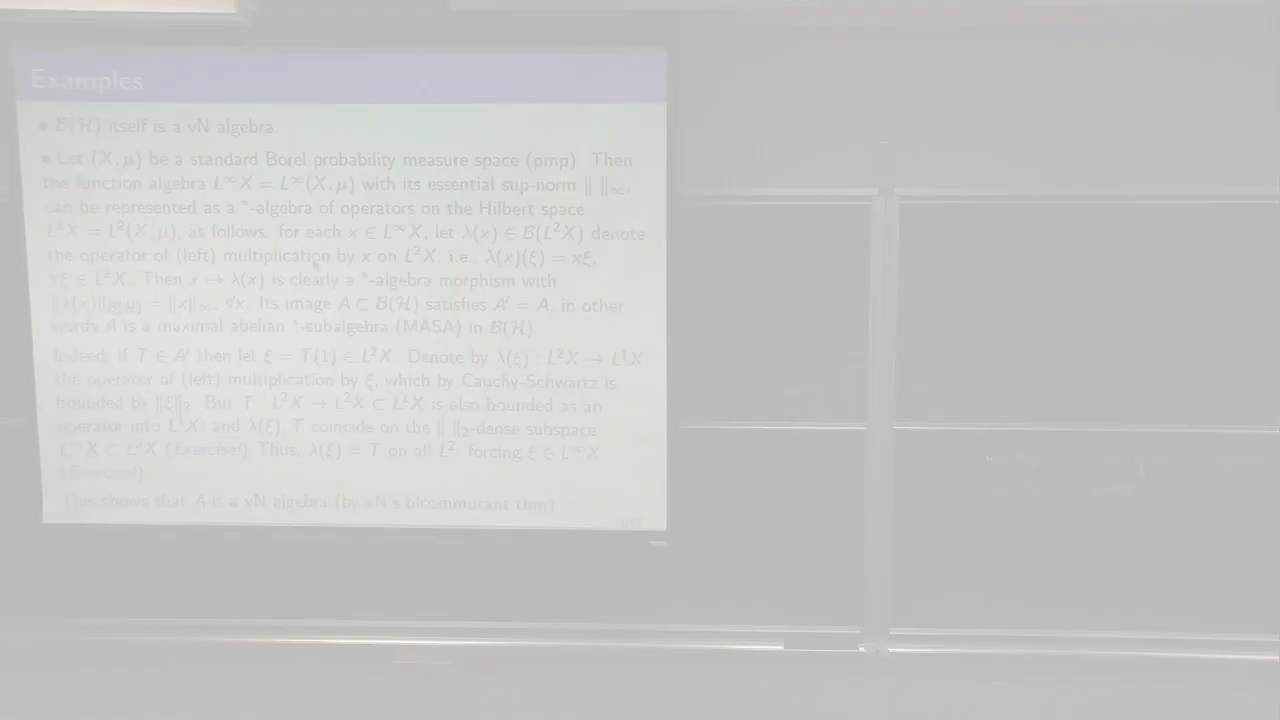 Examples
• B(H) itself is a vN algebra.
• Let (X, μ) be a standard Borel probability measure space (pmp). Then
the function algebra L^∞X = L^∞(X, μ) with its essential sup-norm ‖ ‖_∞,
can be represented as a *-algebra of operators on the Hilbert space
L²X = L²(X, μ), as follows. for each x ∈ L^∞X, let λ(x) ∈ B(L²X) denote
the operator of (left) multiplication by x on L²X, i.e., λ(x)(ξ) = xξ,
∀ξ ∈ L²X. Then x ↦ λ(x) is clearly a *-algebra morphism with
‖λ(x)‖_B(H) = ‖x‖_∞, ∀x. Its image A ⊂ B(H) satisfies A′ = A, in other
words A is a maximal abelian *-subalgebra (MASA) in B(H)
Indeed, if T ∈ A′ then let ξ = T(1) ∈ L²X. Denote by λ(ξ) : L²X → L¹X
the operator of (left) multiplication by ξ, which by Cauchy-Schwartz is
bounded by ‖ξ‖₂. But T : L²X → L²X ⊂ L¹X is also bounded as an
operator into L¹X, and λ(ξ), T coincide on the ‖ ‖₂-dense subspace
L^∞X ⊂ L²X (Exercise!) Thus, λ(ξ) = T on all L², forcing ξ ∈ L^∞X
(Exercise!)
This shows that A is a vN algebra (by vN's bicommutant thm)